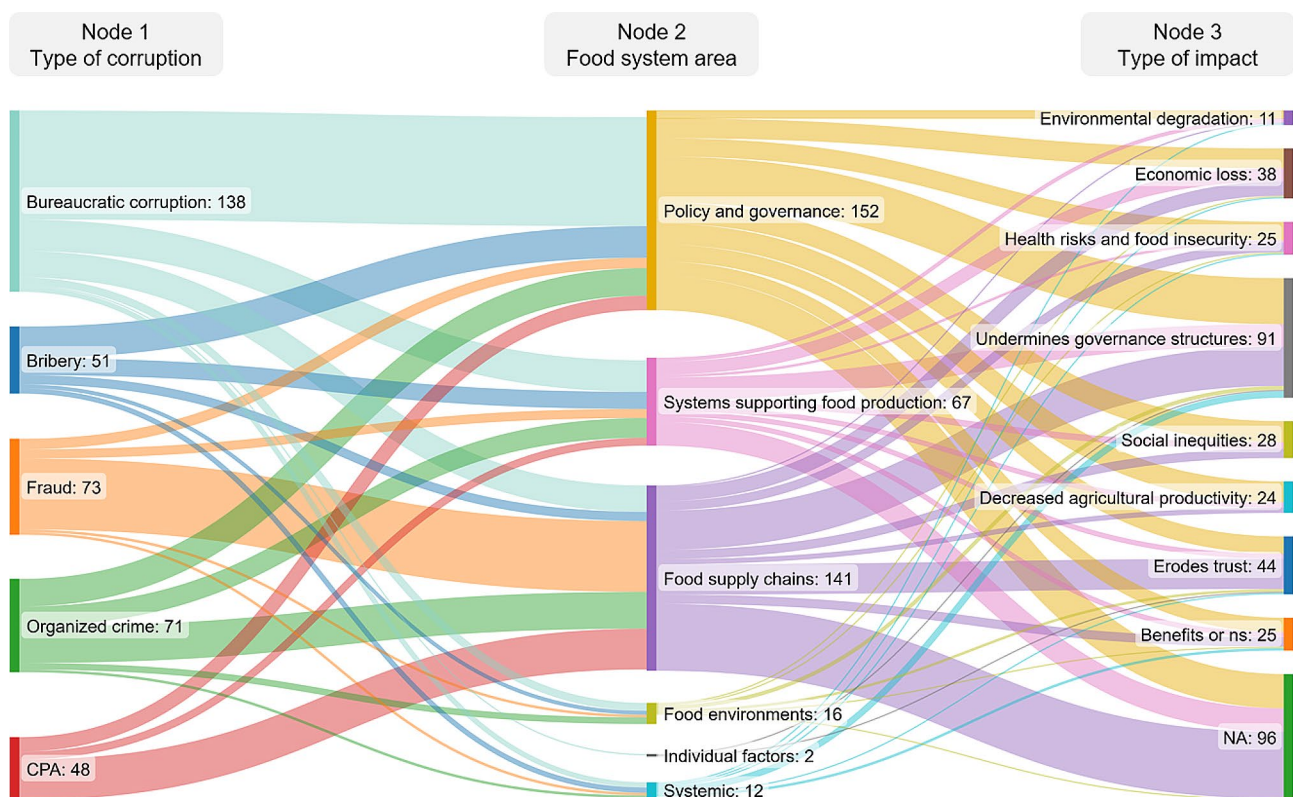 Node 1
Type of corruption
Node 2
Food system area
Node 3
Type of impact
Bureaucratic corruption: 138
Bribery: 51
Fraud: 73
Organized crime: 71
CPA: 48
Policy and governance: 152
Systems supporting food production: 67
Food supply chains: 141
Food environments: 16
Individual factors: 2
Systemic: 12
Environmental degradation: 11
Economic loss: 38
Health risks and food insecurity: 25
Undermines governance structures: 91
Social inequities: 28
Decreased agricultural productivity: 24
Erodes trust: 44
Benefits or ns: 25
NA: 96